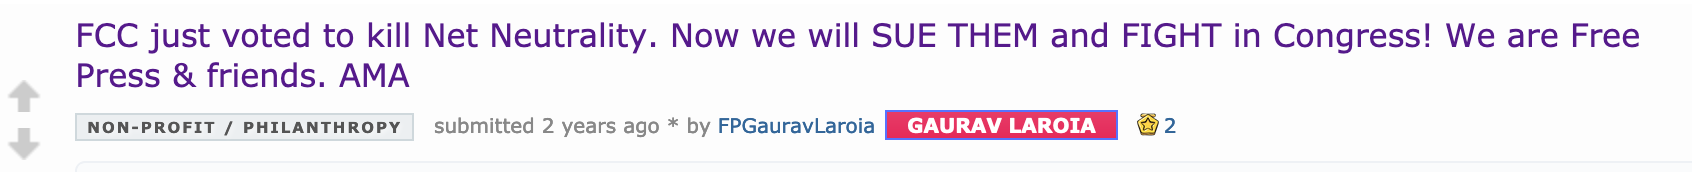 FCC just voted to kill Net Neutrality. Now we will SUE THEM and FIGHT in Congress! We are Free
Press & friends. AMA
NON-PROFIT / PHILANTHROPY submitted 2 years ago * by FPGauravLaroia GAURAV LAROIA 2